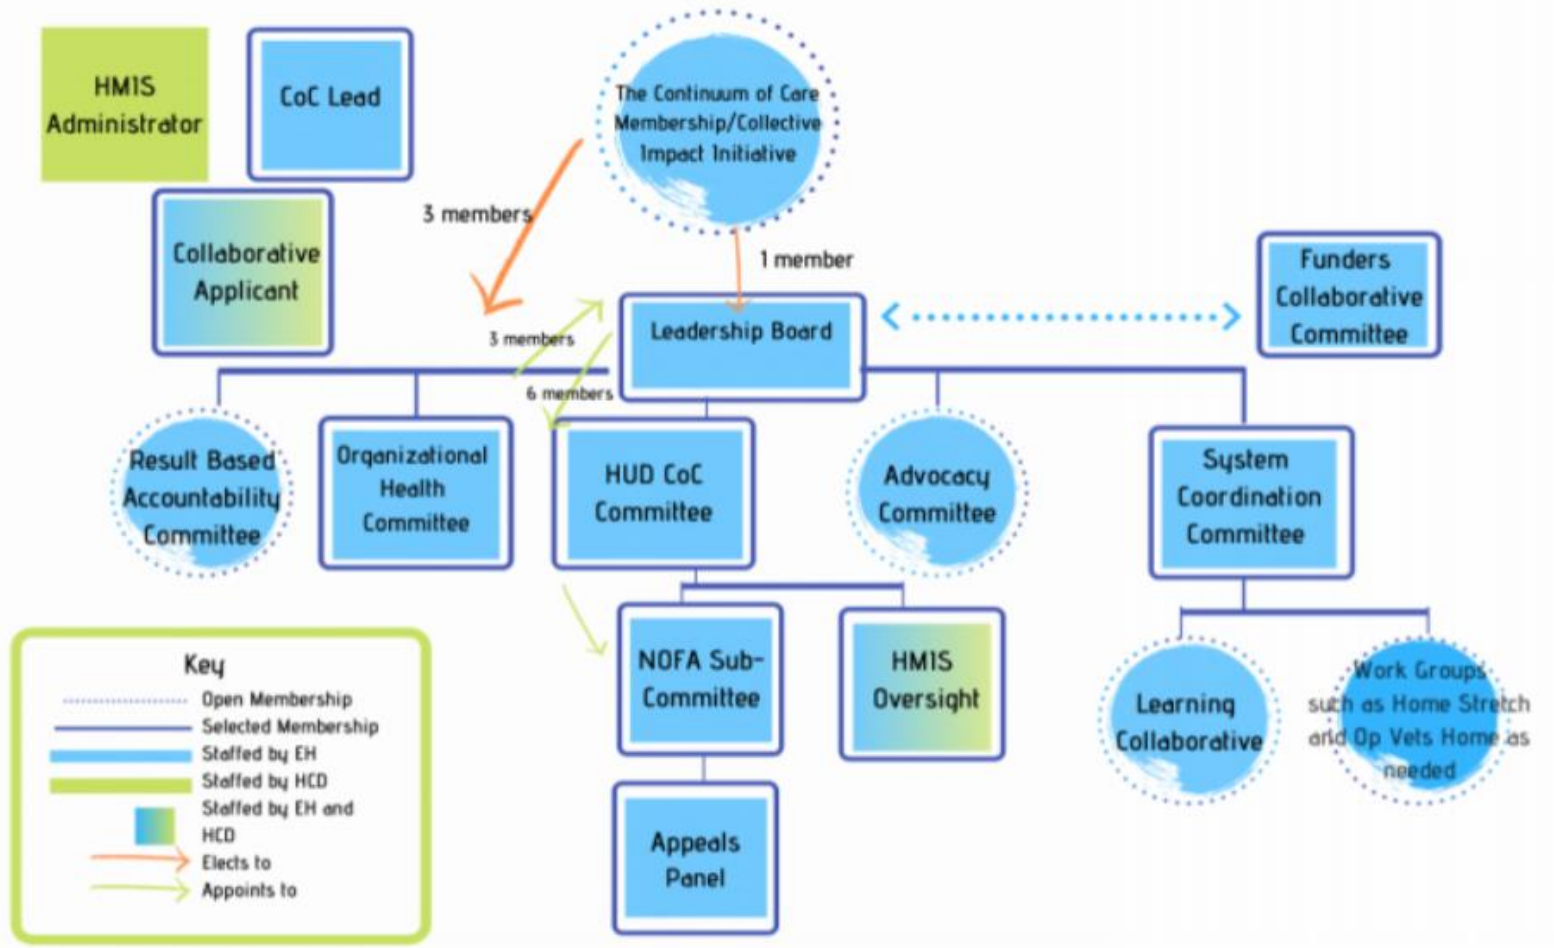 HMIS
Administrator
CoC Lead
The Continuum of Care
Membership/Collective
Impact Initiative
Collaborative
Applicant
3 members
1 member
Funders
Collaborative
Committee
Leadership Board
3 members
6 members
Result Based
Accountability
Committee
Organizational
Health
Committee
HUD CoC
Committee
Advocacy
Committee
System
Coordination
Committee
NOFA Sub-
Committee
HMIS
Oversight
Learning
Collaborative
Work Groups
such as Home Stretch
and Op Vets Home as
needed
Appeals
Panel
Key
Open Membership
Selected Membership
Staffed by EH
Staffed by HCD
Staffed by EH and
HCD
Elects to
Appoints to